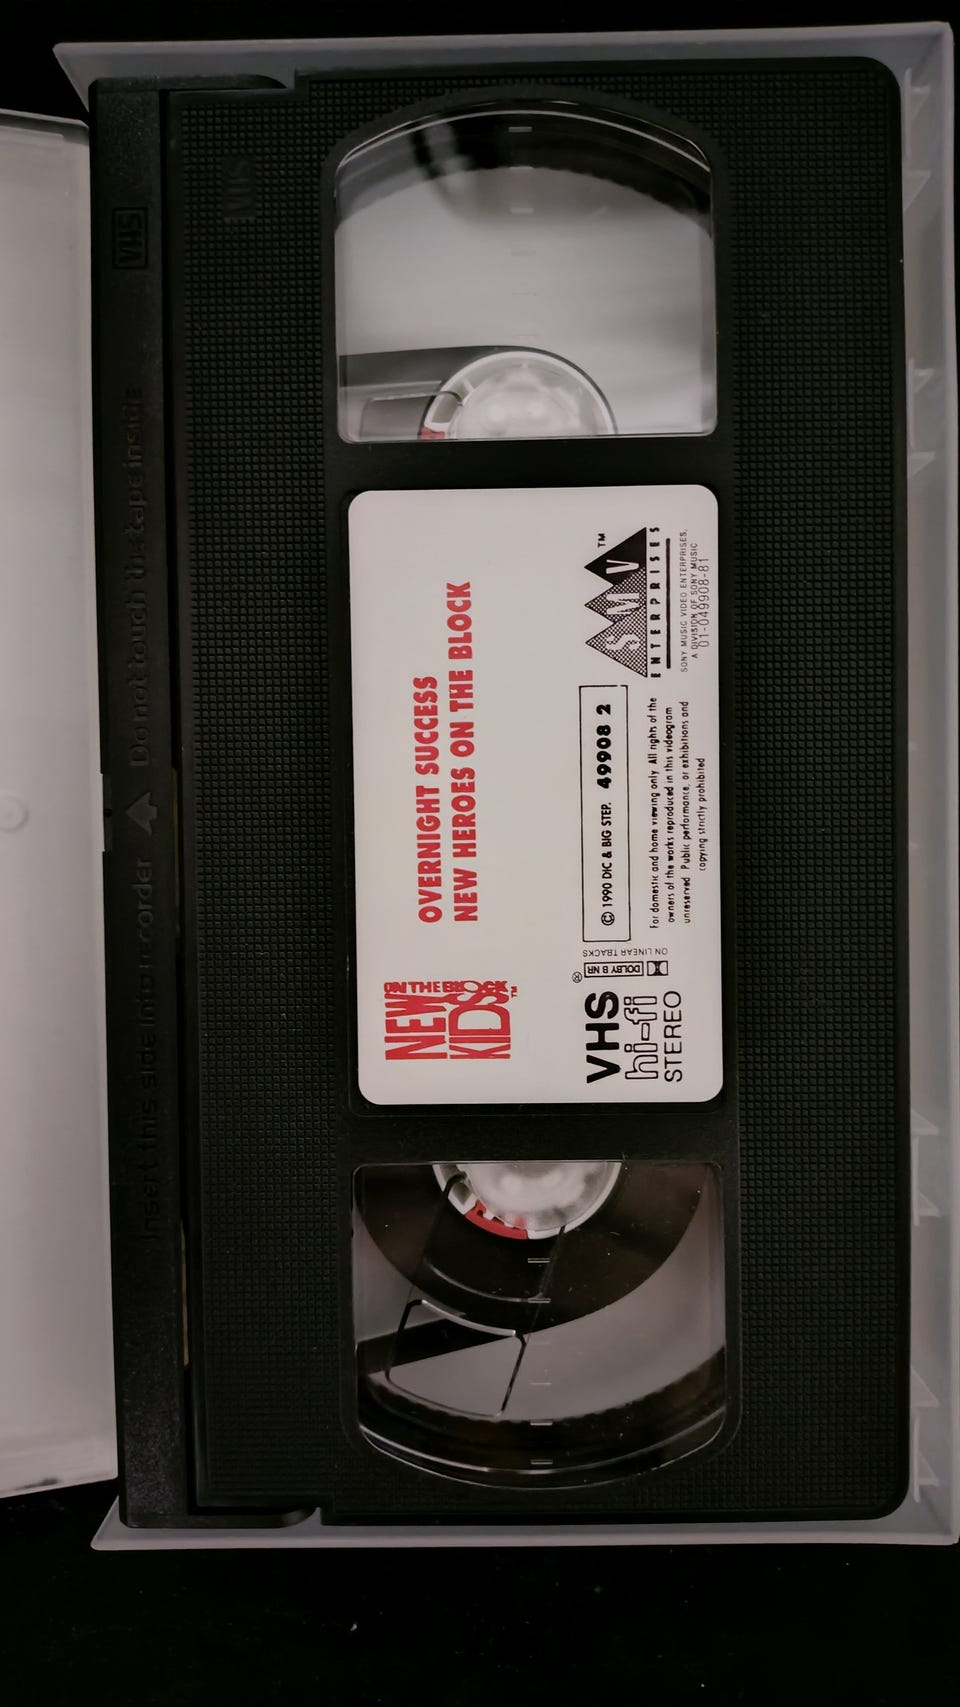 VHS
VHS
Insert this side into recorder Do not touch the tape inside
NEW KIDS
ON THE BLOCK™
OVERNIGHT SUCCESS
NEW HEROES ON THE BLOCK
VHS®
hi-fi
STEREO
DOLBY B NR
ON LINEAR TRACKS
© 1990 DIC & BIG STEP. 49908 2
For domestic and home viewing only All rights of the
owners of the works reproduced in this videogram
unreserved Public performance, or exhibitions and
copying strictly prohibited
SMV™
ENTERPRISES
SONY MUSIC VIDEO ENTERPRISES.
A DIVISION OF SONY MUSIC
01-049908-81